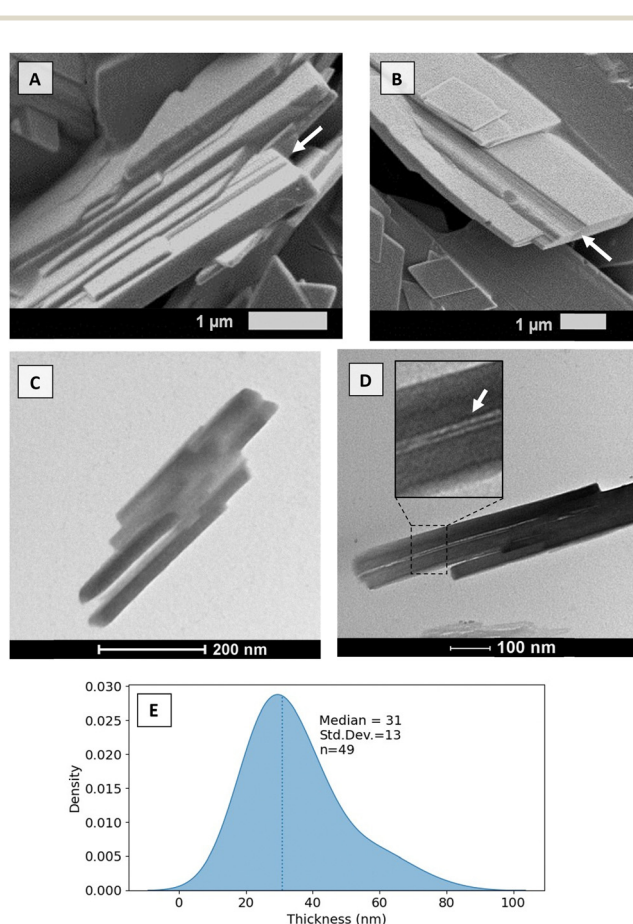 A
B
1 μm
1 μm
C
D
200 nm
100 nm
E
Median = 31
Std.Dev.=13
n=49
0.030
0.025
0.020
0.015
0.010
0.005
0.000
Density
0 20 40 60 80 100
Thickness (nm)